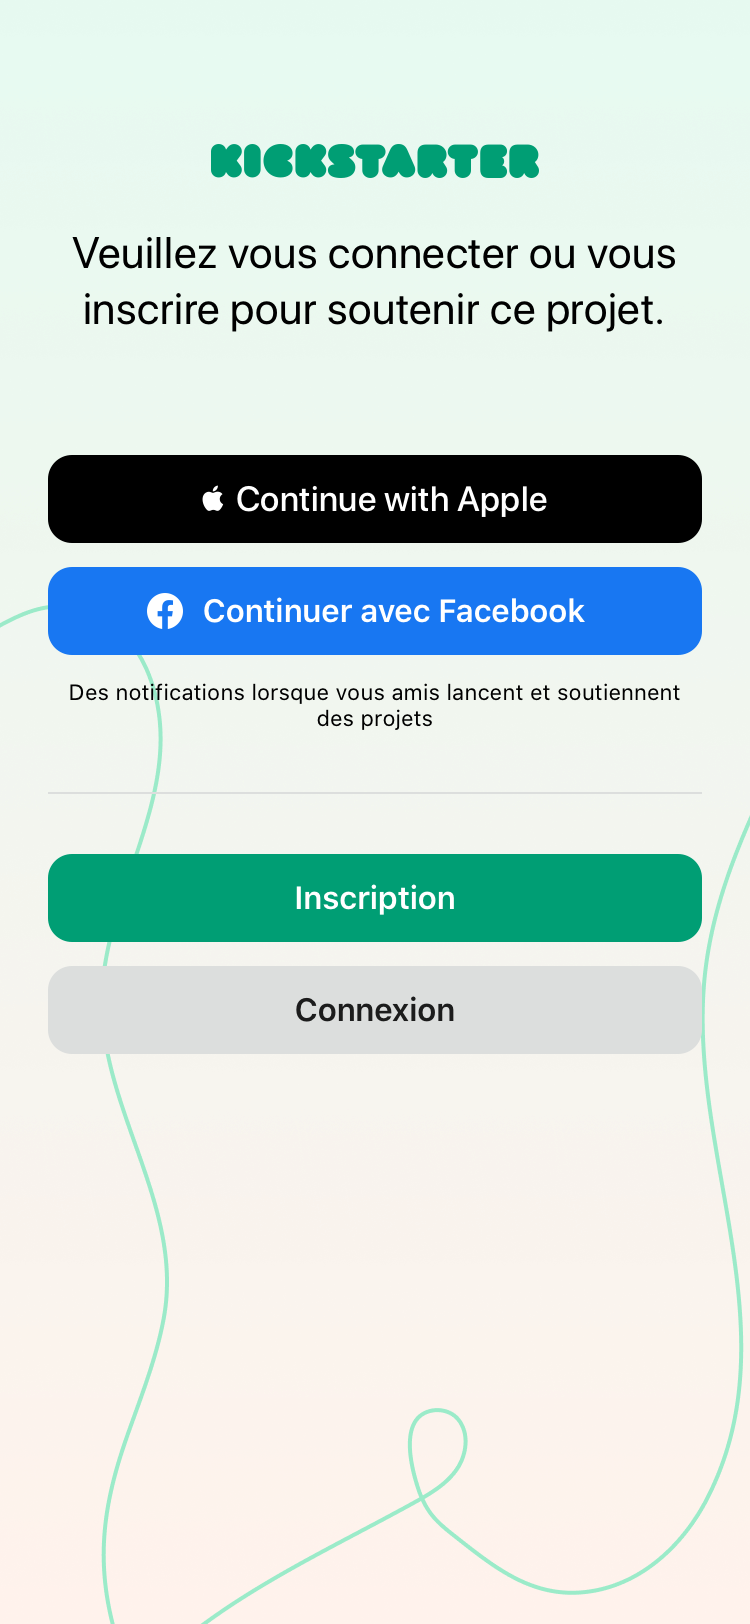 KICKSTARTER
Veuillez vous connecter ou vous
inscrire pour soutenir ce projet.
Continue with Apple
Continuer avec Facebook
Des notifications lorsque vous amis lancent et soutiennent
des projets
Inscription
Connexion